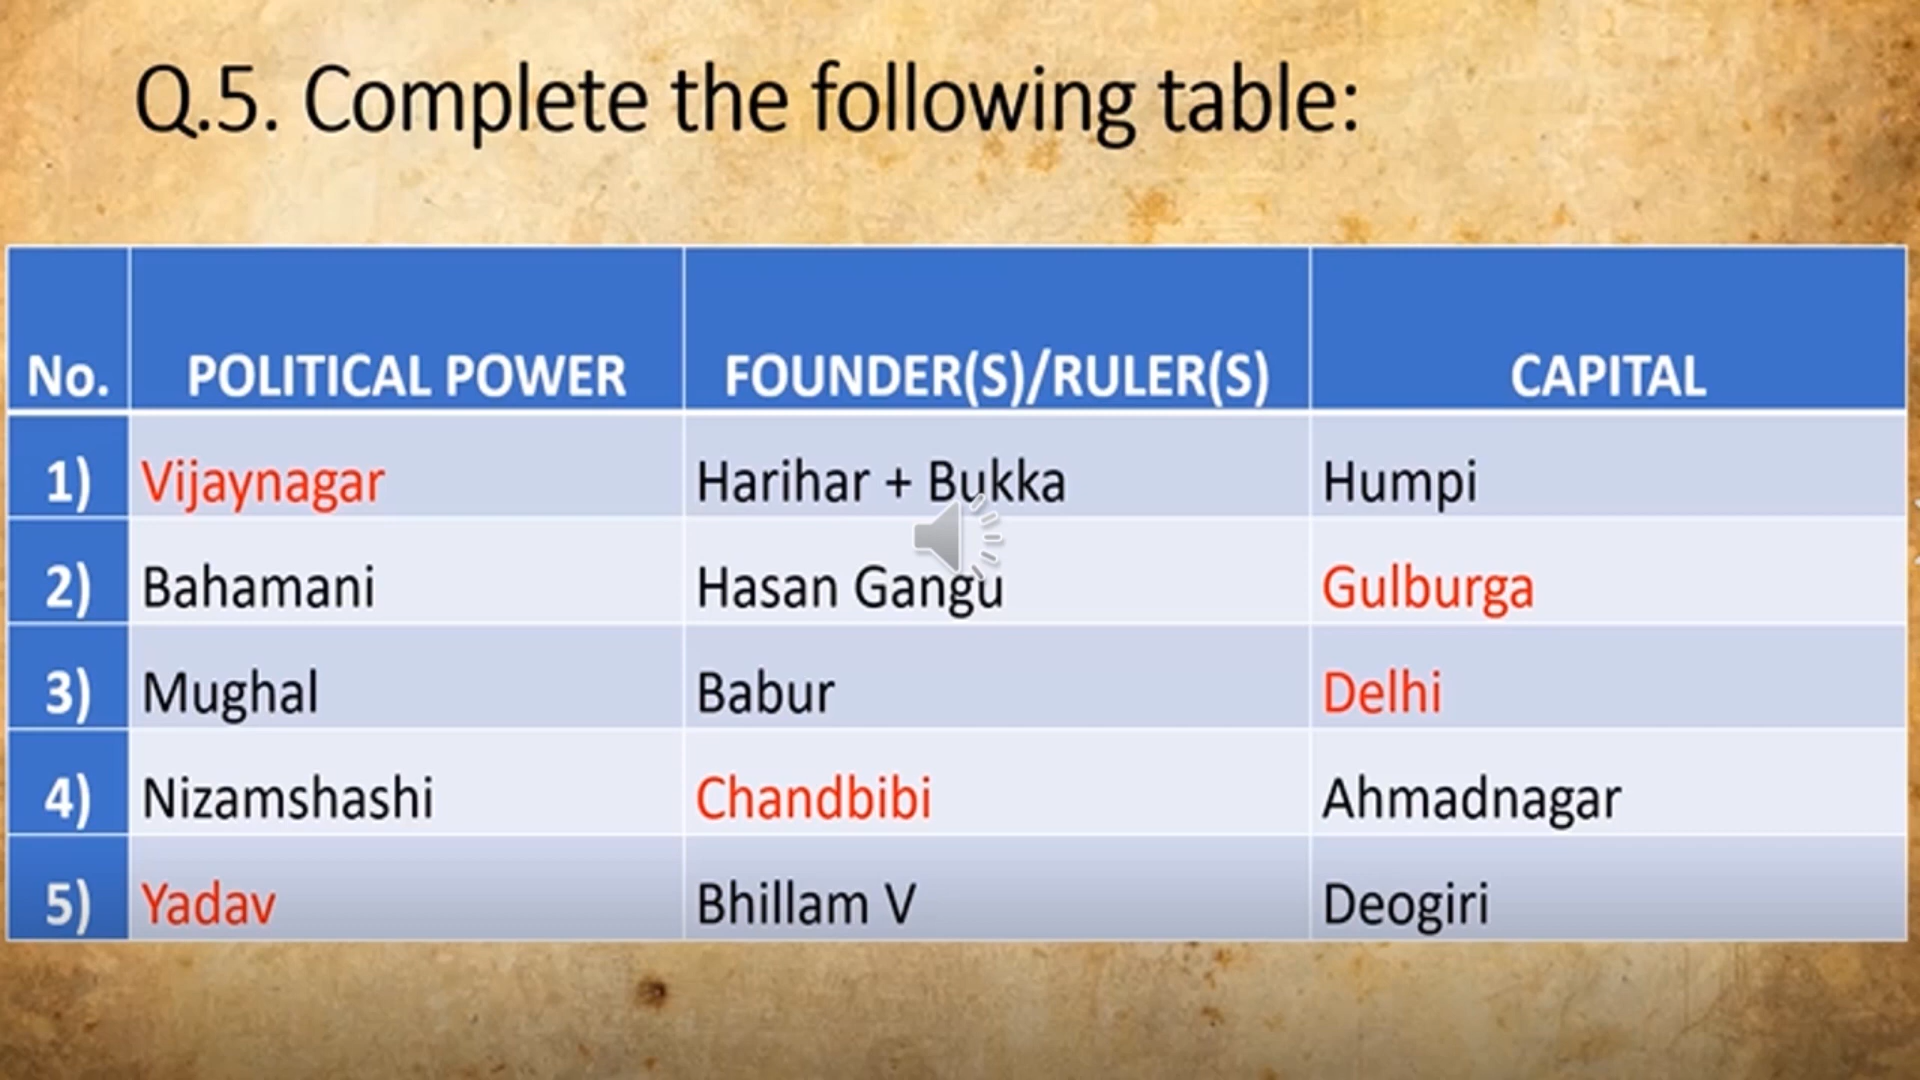 Q.5. Complete the following table:
No. POLITICAL POWER FOUNDER(S)/RULER(S) CAPITAL
1) Vijaynagar Harihar + Bukka Humpi
2) Bahamani Hasan Gangu Gulburga
3) Mughal Babur Delhi
4) Nizamshashi Chandbibi Ahmadnagar
5) Yadav Bhillam V Deogiri